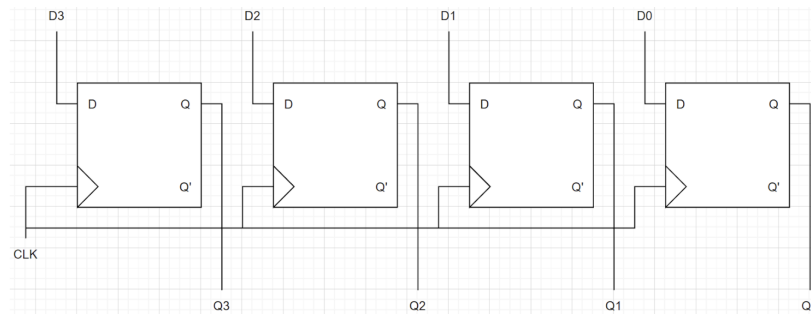 D3 D2 D1 D0
D Q D Q D Q D Q
Q' Q' Q' Q'
CLK
Q3 Q2 Q1 Q